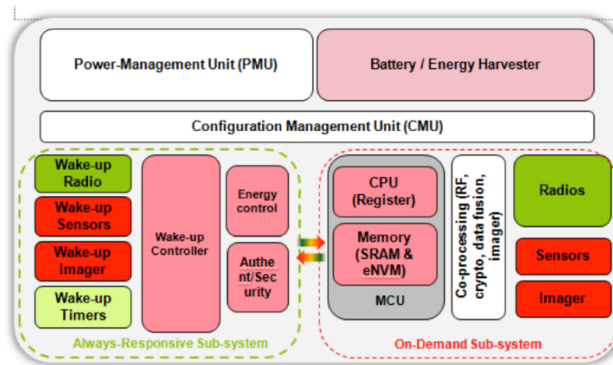 Power-Management Unit (PMU)
Battery / Energy Harvester
Configuration Management Unit (CMU)
Wake-up
Radio
Wake-up
Sensors
Wake-up
Imager
Wake-up
Timers
Wake-up
Controller
Energy
control
Authe
nt/Sec
urity
Always-Responsive Sub-system
CPU
(Register)
Memory
(SRAM &
eNVM)
MCU
Co-processing (RF,
crypto, data fusion,
imager)
Radios
Sensors
Imager
On-Demand Sub-system